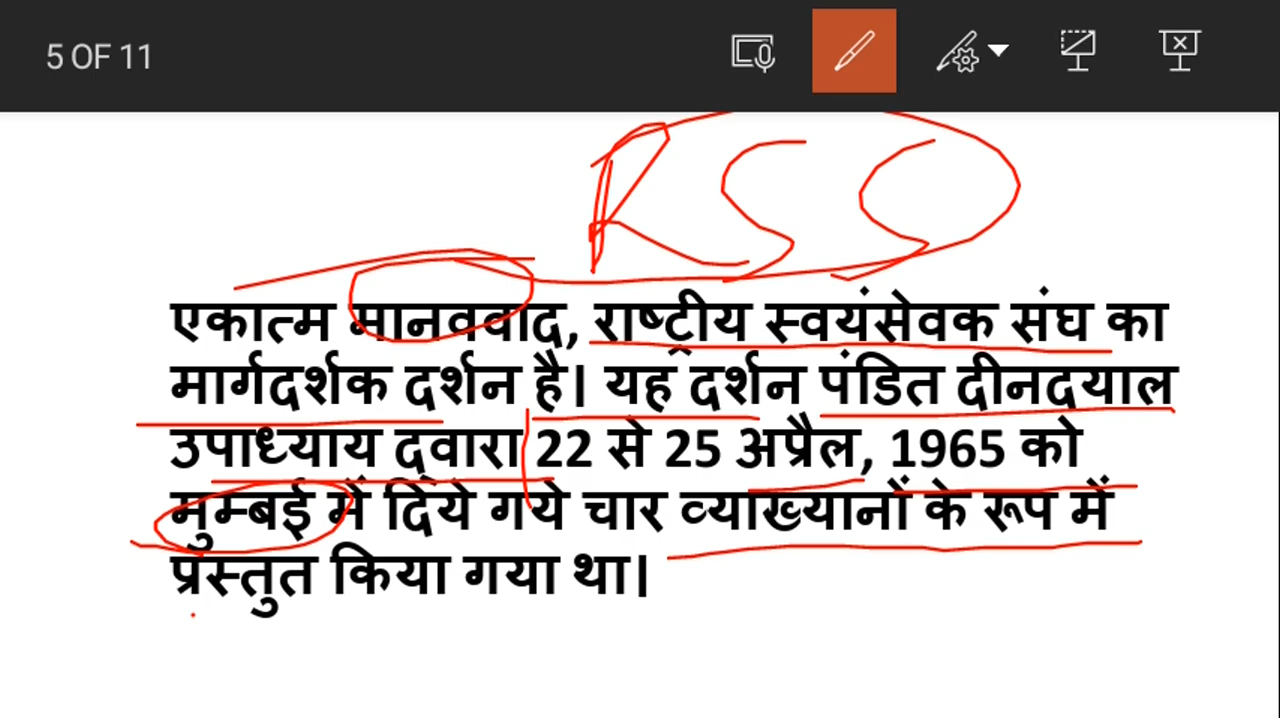 5 OF 11
RSS
एकात्म मानववाद, राष्ट्रीय स्वयंसेवक संघ का
मार्गदर्शक दर्शन है। यह दर्शन पंडित दीनदयाल
उपाध्याय द्वारा 22 से 25 अप्रैल, 1965 को
मुम्बई में दिये गये चार व्याख्यानों के रूप में
प्रस्तुत किया गया था।